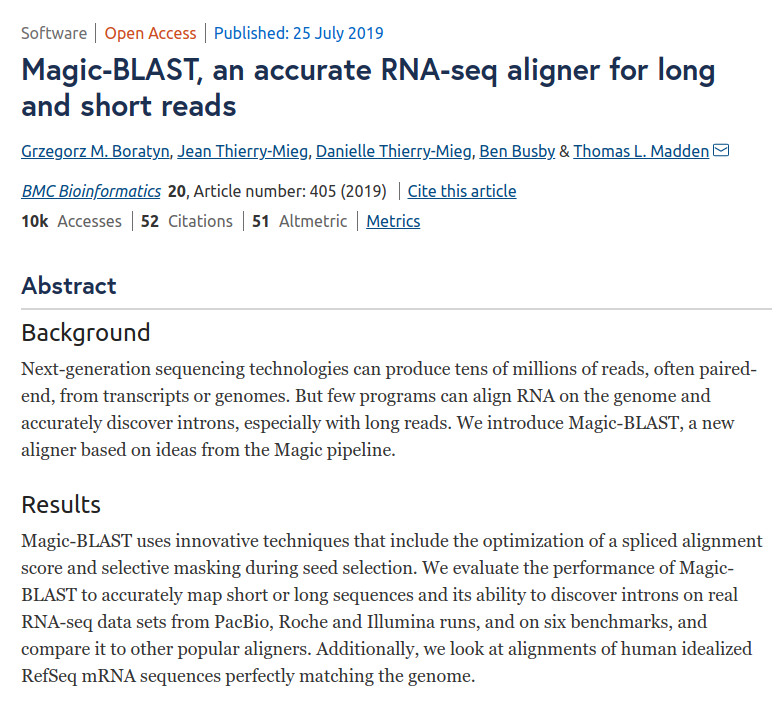 Software | Open Access | Published: 25 July 2019
Magic-BLAST, an accurate RNA-seq aligner for long
and short reads
Grzegorz M. Boratyn, Jean Thierry-Mieg, Danielle Thierry-Mieg, Ben Busby & Thomas L. Madden
BMC Bioinformatics 20, Article number: 405 (2019) | Cite this article
10k Accesses | 52 Citations | 51 Altmetric | Metrics
Abstract
Background
Next-generation sequencing technologies can produce tens of millions of reads, often paired-
end, from transcripts or genomes. But few programs can align RNA on the genome and
accurately discover introns, especially with long reads. We introduce Magic-BLAST, a new
aligner based on ideas from the Magic pipeline.
Results
Magic-BLAST uses innovative techniques that include the optimization of a spliced alignment
score and selective masking during seed selection. We evaluate the performance of Magic-
BLAST to accurately map short or long sequences and its ability to discover introns on real
RNA-seq data sets from PacBio, Roche and Illumina runs, and on six benchmarks, and
compare it to other popular aligners. Additionally, we look at alignments of human idealized
RefSeq mRNA sequences perfectly matching the genome.